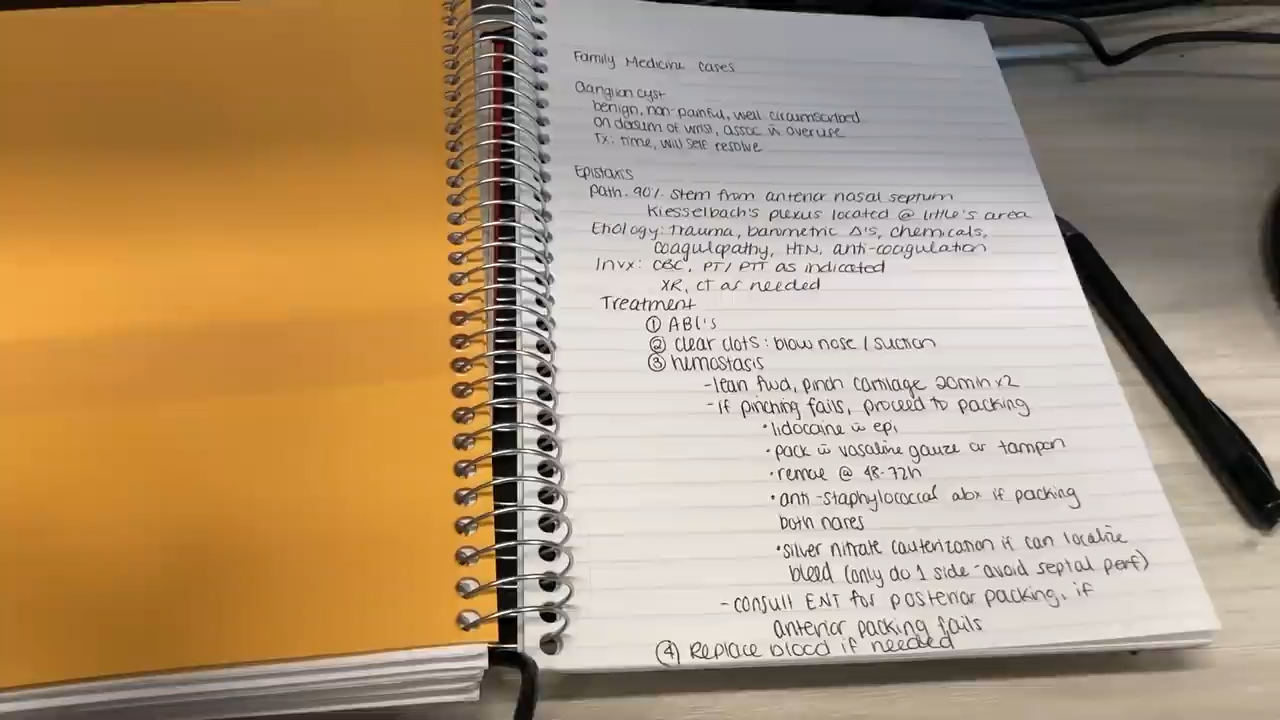 Family Medicine cases
Ganglion cyst
benign, non-painful, well circumscribed
on dorsum of wrist, assoc w̄ overuse
Tx: time, will self resolve
Epistaxis
Path. 90% stem from anterior nasal septum
Kiesselbach's plexus located @ little's area
Etiology: Trauma, barometric Δ's, chemicals,
coagulopathy, HTN, anti-coagulation
Invx: CBC, PT/PTT as indicated
XR, CT as needed
Treatment
① ABC's
② clear clots: blow nose / suction
③ hemostasis
-lean fwd, pinch cartilage 20min x2
-If pinching fails, proceed to packing
•lidocaine w̄ epi
•pack w̄ vasaline gauze or tampon
•remove @ 48-72h
•anti-staphylococcal abx if packing
both nares
•silver nitrate cauterization if can localize
bleed (only do 1 side-avoid septal perf)
-consult ENT for posterior packing, if
anterior packing fails
④ Replace blood if needed